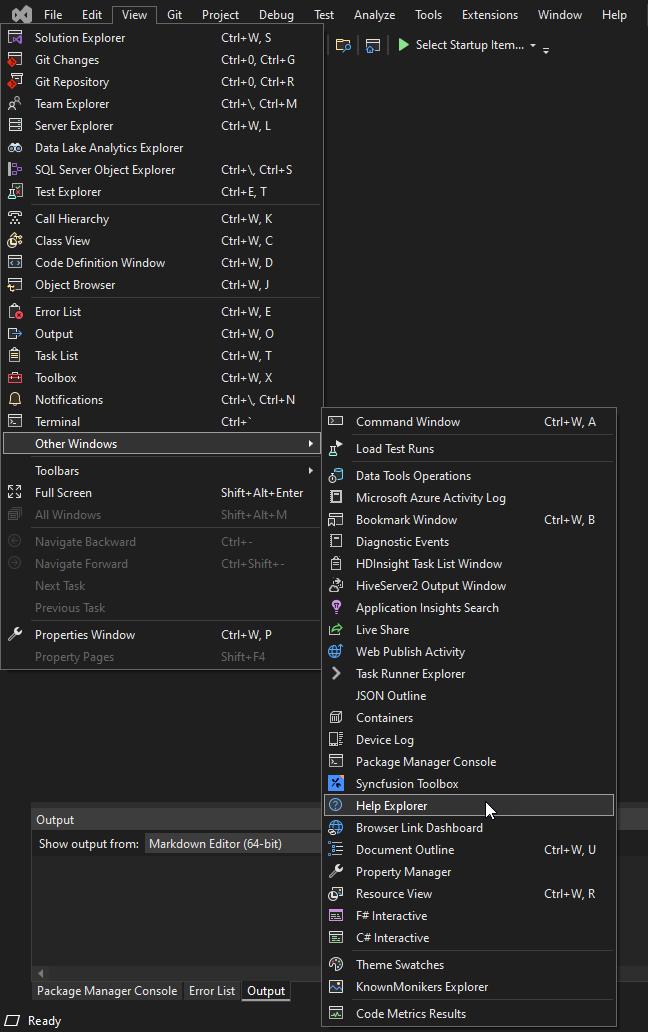 File Edit View Git Project Debug Test Analyze Tools Extensions Window Help
Select Startup Item...
Solution Explorer Ctrl+W, S
Git Changes Ctrl+0, Ctrl+G
Git Repository Ctrl+0, Ctrl+R
Team Explorer Ctrl+\, Ctrl+M
Server Explorer Ctrl+W, L
Data Lake Analytics Explorer
SQL Server Object Explorer Ctrl+\, Ctrl+S
Test Explorer Ctrl+E, T
Call Hierarchy Ctrl+W, K
Class View Ctrl+W, C
Code Definition Window Ctrl+W, D
Object Browser Ctrl+W, J
Error List Ctrl+W, E
Output Ctrl+W, O
Task List Ctrl+W, T
Toolbox Ctrl+W, X
Notifications Ctrl+\, Ctrl+N
Terminal Ctrl+`
Other Windows
Toolbars
Full Screen Shift+Alt+Enter
All Windows Shift+Alt+M
Navigate Backward Ctrl+-
Navigate Forward Ctrl+Shift+-
Next Task
Previous Task
Properties Window Ctrl+W, P
Property Pages Shift+F4
Command Window Ctrl+W, A
Load Test Runs
Data Tools Operations
Microsoft Azure Activity Log
Bookmark Window Ctrl+W, B
Diagnostic Events
HDInsight Task List Window
HiveServer2 Output Window
Application Insights Search
Live Share
Web Publish Activity
Task Runner Explorer
JSON Outline
Containers
Device Log
Package Manager Console
Syncfusion Toolbox
Help Explorer
Browser Link Dashboard
Document Outline Ctrl+W, U
Property Manager
Resource View Ctrl+W, R
F# Interactive
C# Interactive
Theme Swatches
KnownMonikers Explorer
Code Metrics Results
Output
Show output from: Markdown Editor (64-bit)
Package Manager Console Error List Output
Ready